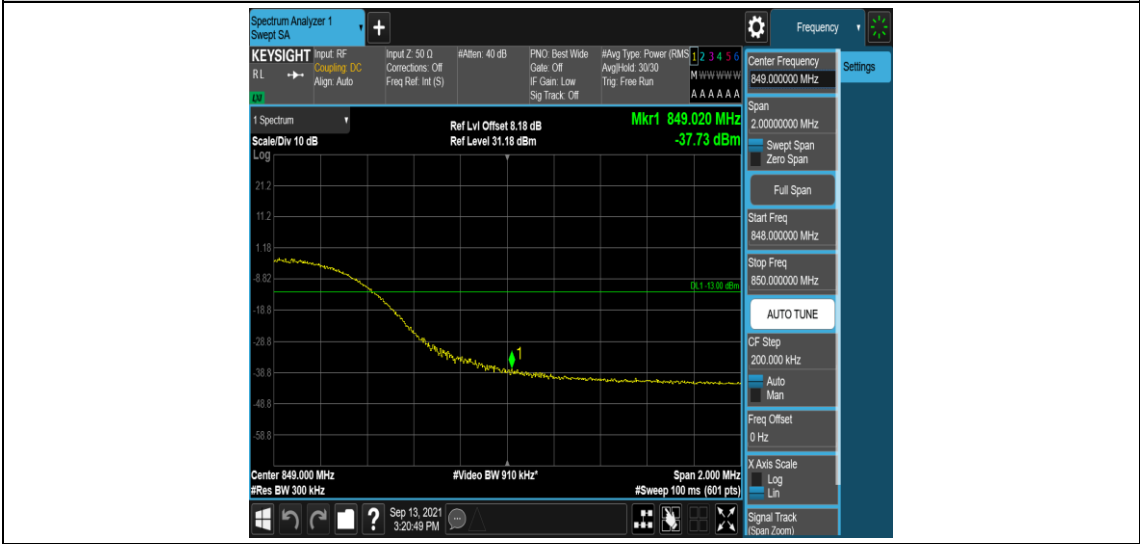 Spectrum Analyzer 1
Swept SA
+
Frequency
KEYSIGHT
RL
LM
Input: RF
Coupling: DC
Align: Auto
Input Z: 50 Ω
Corrections: Off
Freq Ref: Int (S)
#Atten: 40 dB
PNO: Best Wide
Gate: Off
IF Gain: Low
Sig Track: Off
#Avg Type: Power (RMS
Avg|Hold: 30/30
Trig: Free Run
1 2 3 4 5 6
M W W W W W
A A A A A A
1 Spectrum
Scale/Div 10 dB
Log
Ref Lvl Offset 8.18 dB
Ref Level 31.18 dBm
Mkr1 849.020 MHz
-37.73 dBm
21.2
11.2
1.18
-8.82
DL1 -13.00 dBm
-18.8
-28.8
1
-38.8
-48.8
-58.8
Center 849.000 MHz
#Res BW 300 kHz
#Video BW 910 kHz*
Span 2.000 MHz
#Sweep 100 ms (601 pts)
?
Sep 13, 2021
3:20:49 PM
Center Frequency
849.000000 MHz
Settings
Span
2.00000000 MHz
Swept Span
Zero Span
Full Span
Start Freq
848.000000 MHz
Stop Freq
850.000000 MHz
AUTO TUNE
CF Step
200.000 kHz
Auto
Man
Freq Offset
0 Hz
X Axis Scale
Log
Lin
Signal Track
(Span Zoom)